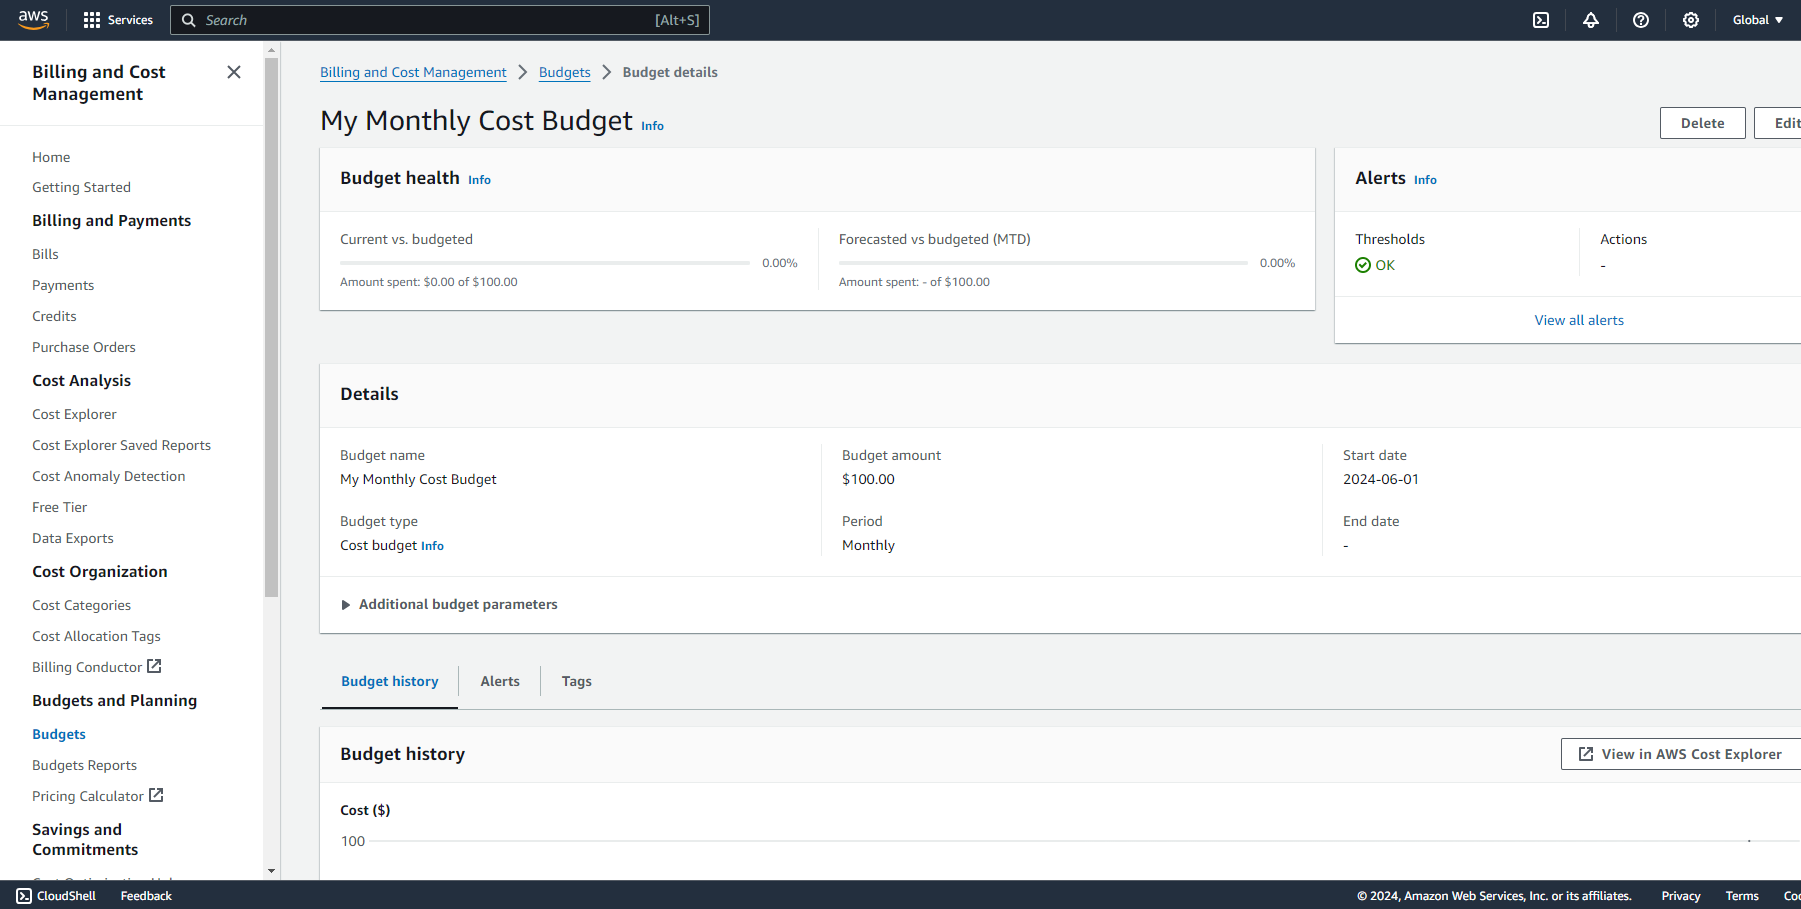 aws
Services
Search
[Alt+S]
Global
Billing and Cost
Management
Home
Getting Started
Billing and Payments
Bills
Payments
Credits
Purchase Orders
Cost Analysis
Cost Explorer
Cost Explorer Saved Reports
Cost Anomaly Detection
Free Tier
Data Exports
Cost Organization
Cost Categories
Cost Allocation Tags
Billing Conductor
Budgets and Planning
Budgets
Budgets Reports
Pricing Calculator
Savings and
Commitments
Billing and Cost Management > Budgets > Budget details
My Monthly Cost Budget Info
Delete
Edit
Budget health Info
Current vs. budgeted
0.00%
Amount spent: $0.00 of $100.00
Forecasted vs budgeted (MTD)
0.00%
Amount spent: - of $100.00
Alerts Info
Thresholds
OK
Actions
-
View all alerts
Details
Budget name
My Monthly Cost Budget
Budget type
Cost budget Info
Budget amount
$100.00
Period
Monthly
Start date
2024-06-01
End date
-
Additional budget parameters
Budget history
Alerts
Tags
Budget history
View in AWS Cost Explorer
Cost ($)
100
CloudShell
Feedback
© 2024, Amazon Web Services, Inc. or its affiliates.
Privacy
Terms